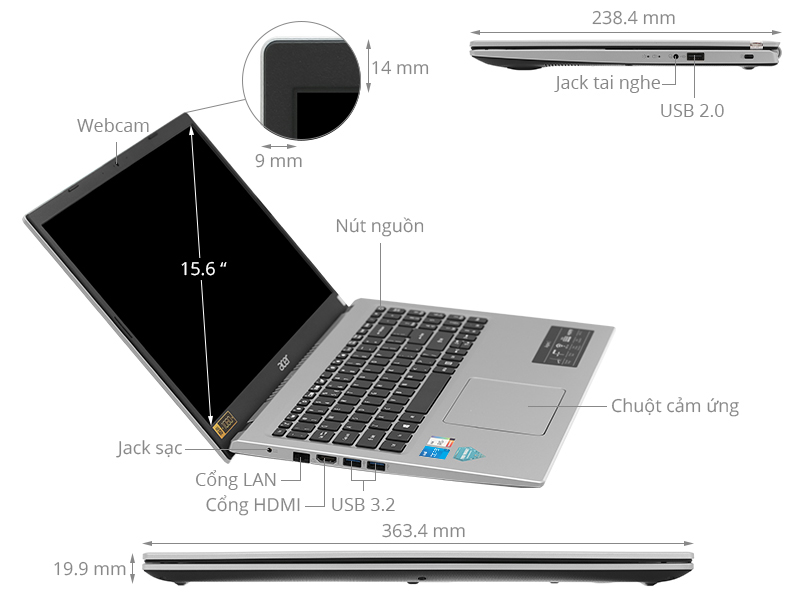 238.4 mm
14 mm
Jack tai nghe
USB 2.0
Webcam
9 mm
Nút nguồn
15.6 “
acer
Chuột cảm ứng
Jack sạc
Cổng LAN
Cổng HDMI
USB 3.2
363.4 mm
19.9 mm